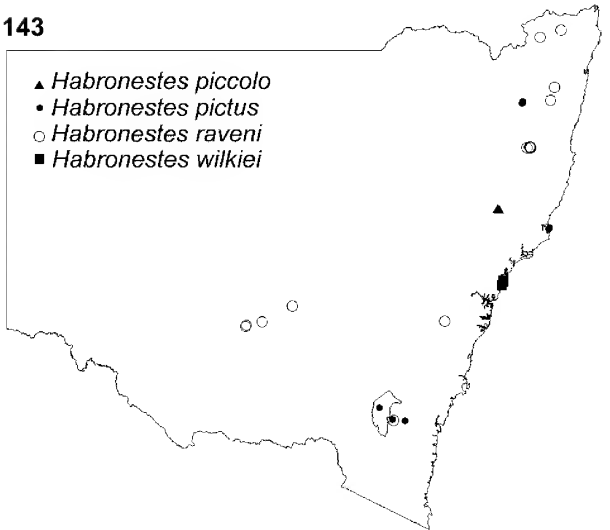 143
Habronestes piccolo
Habronestes pictus
Habronestes raveni
Habronestes wilkiei